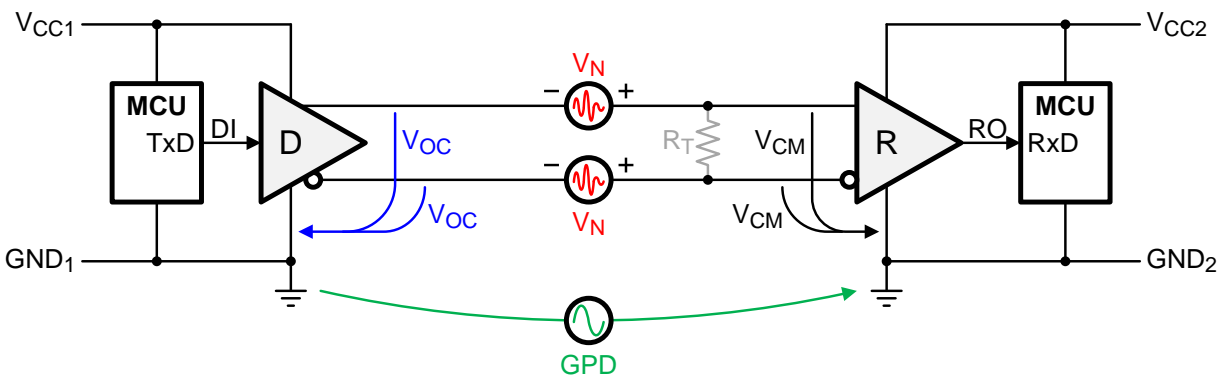 VCC1
VCC2
VN
− +
MCU
MCU
TxD
DI
D
VOC
RT
VCM
R
RO
RxD
− +
VOC
VN
VCM
GND1
GND2
GPD